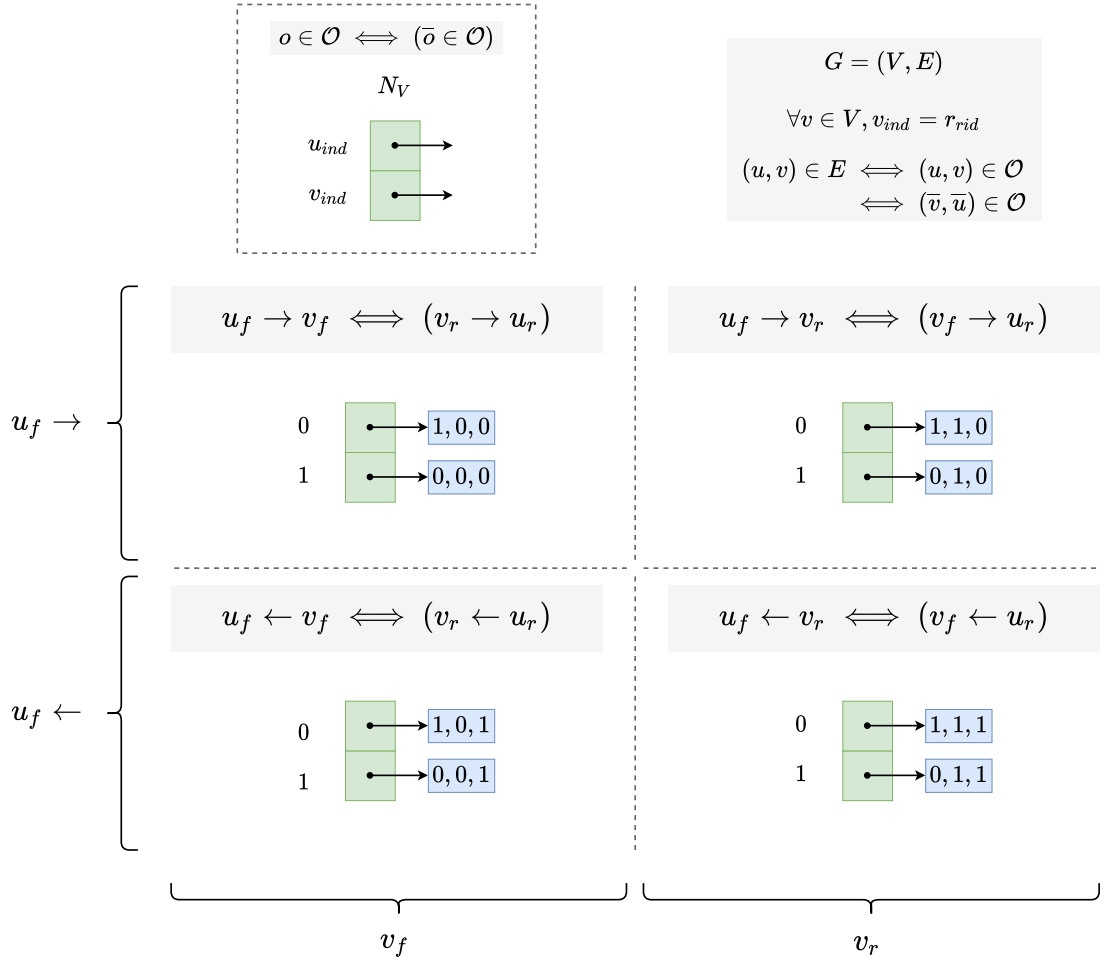 o ∈ 𝒪 ⟺ (o̅ ∈ 𝒪)
N_V
u_ind
v_ind
G = (V, E)
∀v ∈ V, v_ind = r_rid
(u, v) ∈ E ⟺ (u, v) ∈ 𝒪
⟺ (v̅, u̅) ∈ 𝒪
u_f →
u_f → v_f ⟺ (v_r → u_r)
0 1, 0, 0
1 0, 0, 0
u_f → v_r ⟺ (v_f → u_r)
0 1, 1, 0
1 0, 1, 0
u_f ←
u_f ← v_f ⟺ (v_r ← u_r)
0 1, 0, 1
1 0, 0, 1
u_f ← v_r ⟺ (v_f ← u_r)
0 1, 1, 1
1 0, 1, 1
v_f
v_r